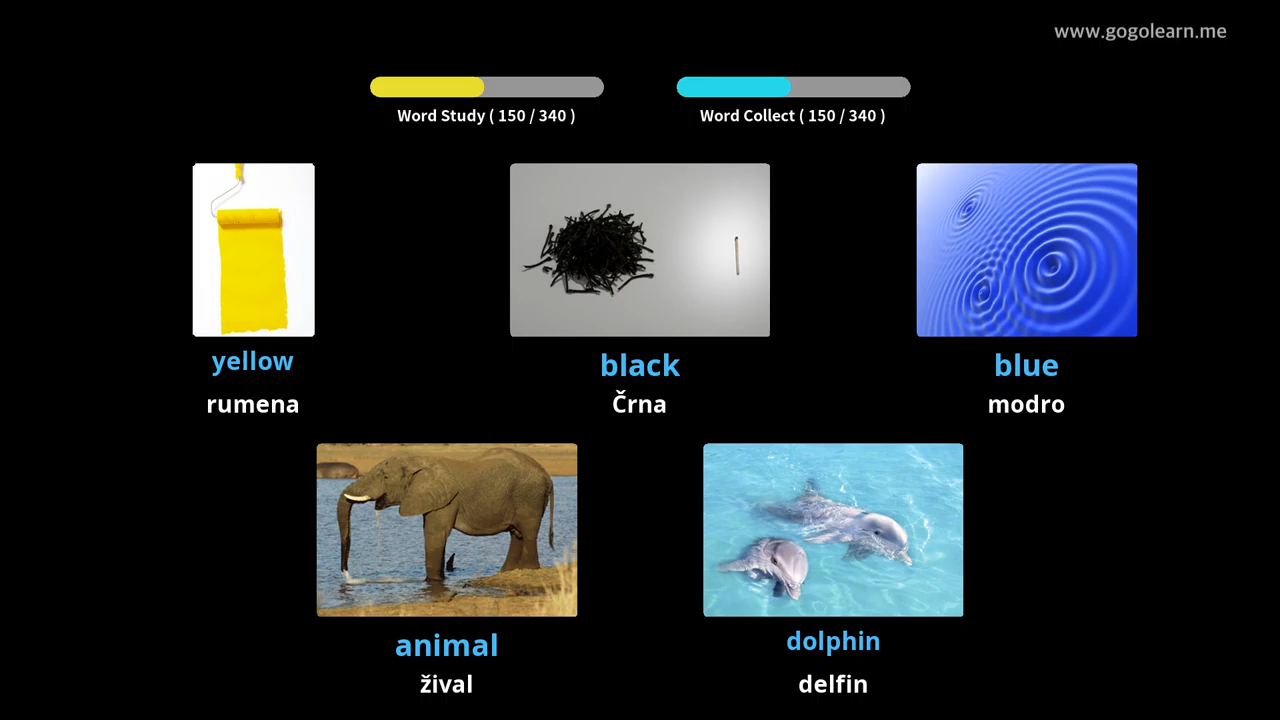 www.gogolearn.me
Word Study ( 150 / 340 )
Word Collect ( 150 / 340 )
yellow
rumena
black
Črna
blue
modro
animal
žival
dolphin
delfin